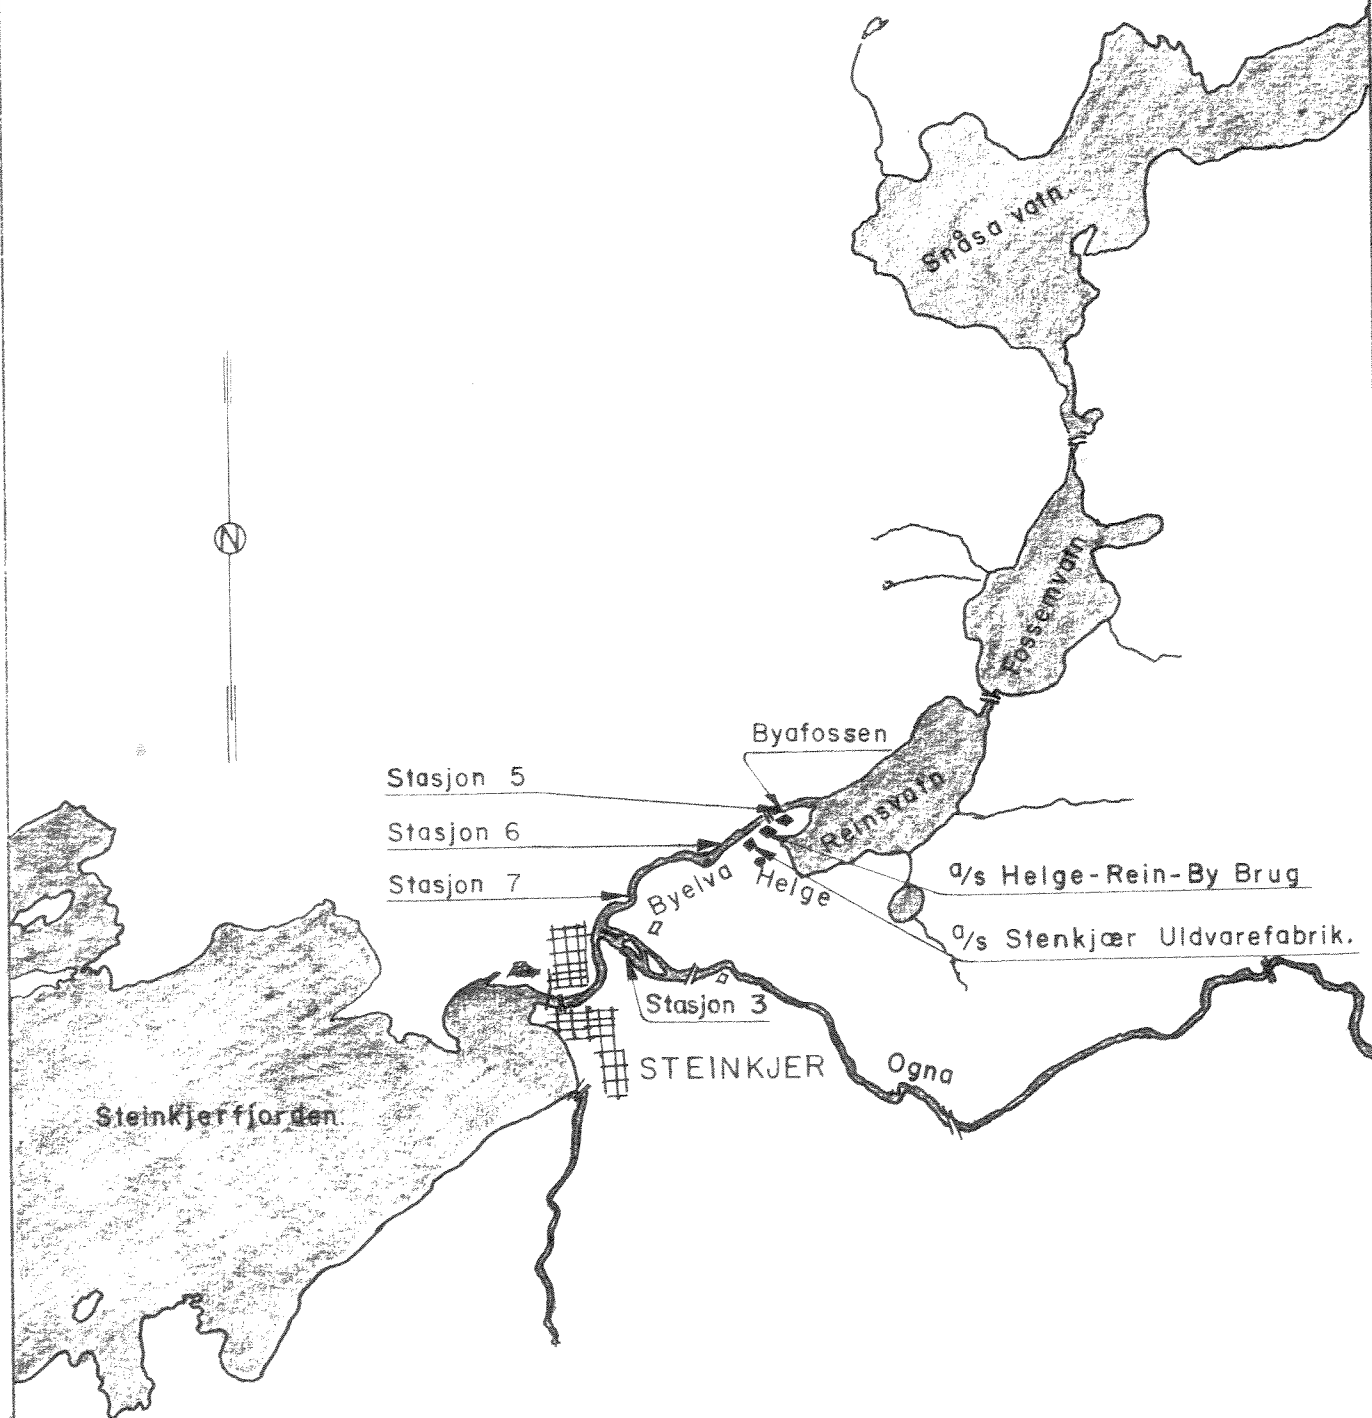 Snåsa vatn.
N
Fossemvatn
Byafossen
Stasjon 5
Reinsvatn
Stasjon 6
Stasjon 7
Byelva
Helge
a/s Helge-Rein-By Brug
a/s Stenkjær Uldvarefabrik.
Stasjon 3
STEINKJER
Ogna
Steinkjerfjorden.